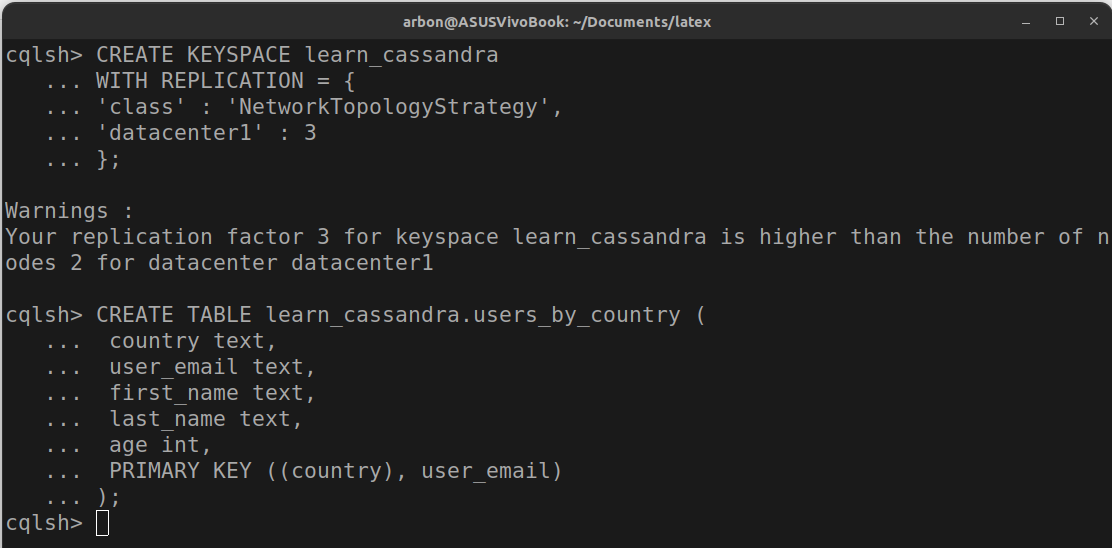 arbon@ASUSVivoBook: ~/Documents/latex
cqlsh> CREATE KEYSPACE learn_cassandra
   ... WITH REPLICATION = {
   ... 'class' : 'NetworkTopologyStrategy',
   ... 'datacenter1' : 3
   ... };
Warnings :
Your replication factor 3 for keyspace learn_cassandra is higher than the number of n
odes 2 for datacenter datacenter1
cqlsh> CREATE TABLE learn_cassandra.users_by_country (
   ...  country text,
   ...  user_email text,
   ...  first_name text,
   ...  last_name text,
   ...  age int,
   ...  PRIMARY KEY ((country), user_email)
   ... );
cqlsh>